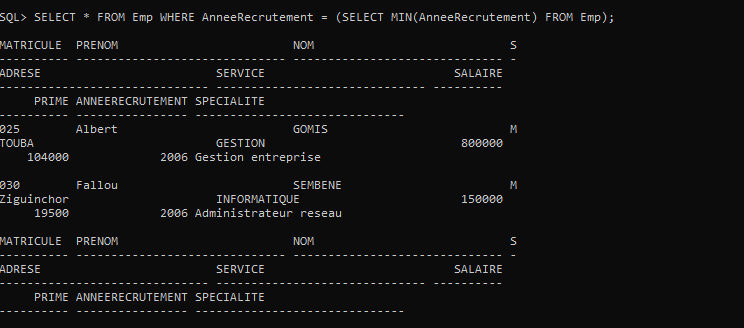 SQL> SELECT * FROM Emp WHERE AnneeRecrutement = (SELECT MIN(AnneeRecrutement) FROM Emp);
MATRICULE PRENOM NOM S
---------- ------------------------------ ------------------------------ -
ADRESE SERVICE SALAIRE
------------------------------ ------------------------------ ----------
PRIME ANNEERECRUTEMENT SPECIALITE
---------- ---------------- ------------------------------
025 Albert GOMIS M
TOUBA GESTION 800000
104000 2006 Gestion entreprise
030 Fallou SEMBENE M
Ziguinchor INFORMATIQUE 150000
19500 2006 Administrateur reseau
MATRICULE PRENOM NOM S
---------- ------------------------------ ------------------------------ -
ADRESE SERVICE SALAIRE
------------------------------ ------------------------------ ----------
PRIME ANNEERECRUTEMENT SPECIALITE
---------- ---------------- ------------------------------